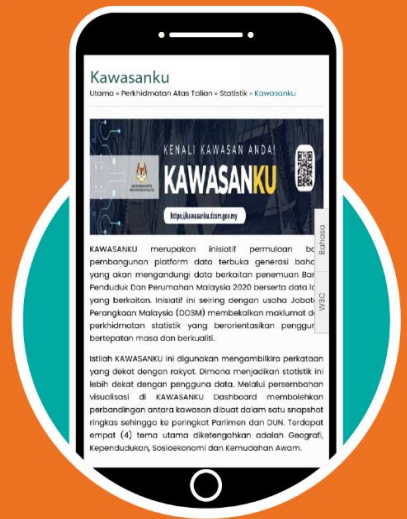 Kawasanku
Utama » Perkhidmatan Atas Talian » Statistik » Kawasanku
KENALI KAWASAN ANDA!
KAWASANKU
https://kawasanku.dosm.gov.my
Bahasa
W3C
KAWASANKU merupakan inisiatif permulaan ba
pembangunan platform data terbuka generasi bahar
yang akan mengandungi data berkaitan penemuan Ban
Penduduk Dan Perumahan Malaysia 2020 berserta data la
yang berkaitan. Inisiatif ini seiring dengan usaha Jabata
Perangkaan Malaysia (DOSM) membekalkan maklumat da
perkhidmatan statistik yang berorientasikan penggun
bertepatan masa dan berkualiti.
Istilah KAWASANKU ini digunakan mengambilkira perkataan
yang dekat dengan rakyat. Dimana menjadikan statistik ini
lebih dekat dengan pengguna data. Melalui persembahan
visualisasi di KAWASANKU Dashboard membolehkan
perbandingan antara kawasan dibuat dalam satu snapshot
ringkas sehingga ke peringkat Parlimen dan DUN. Terdapat
empat (4) tema utama diketengahkan adalah Geografi,
Kependudukan, Sosioekonomi dan Kemudahan Awam.